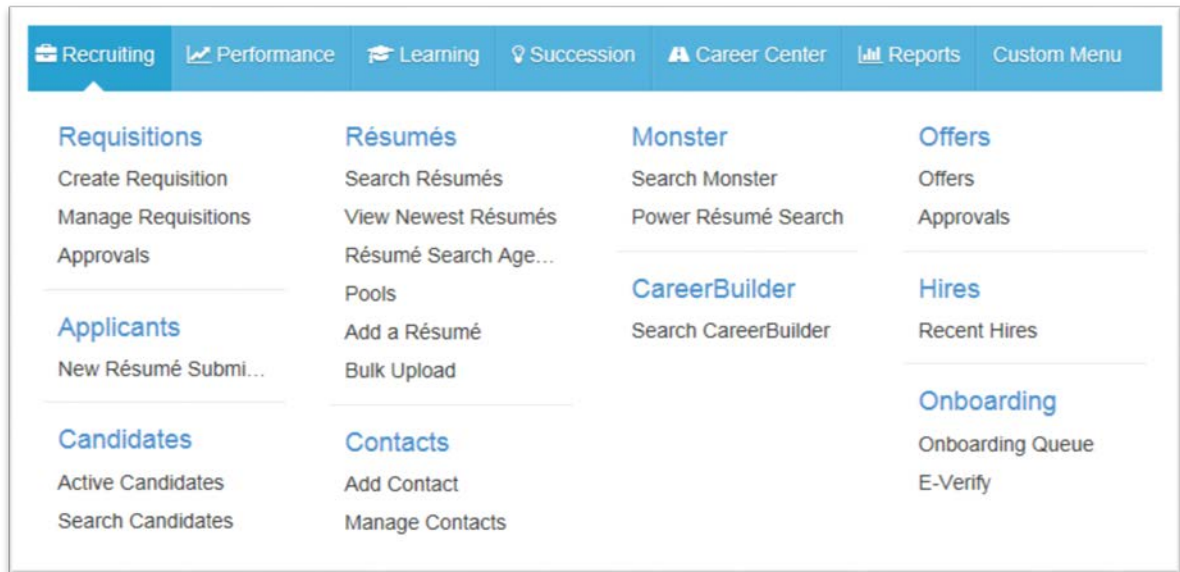 Recruiting Performance Learning Succession Career Center Reports Custom Menu
Requisitions
Create Requisition
Manage Requisitions
Approvals
Applicants
New Résumé Submi...
Candidates
Active Candidates
Search Candidates
Résumés
Search Résumés
View Newest Résumés
Résumé Search Age...
Pools
Add a Résumé
Bulk Upload
Contacts
Add Contact
Manage Contacts
Monster
Search Monster
Power Résumé Search
CareerBuilder
Search CareerBuilder
Offers
Offers
Approvals
Hires
Recent Hires
Onboarding
Onboarding Queue
E-Verify